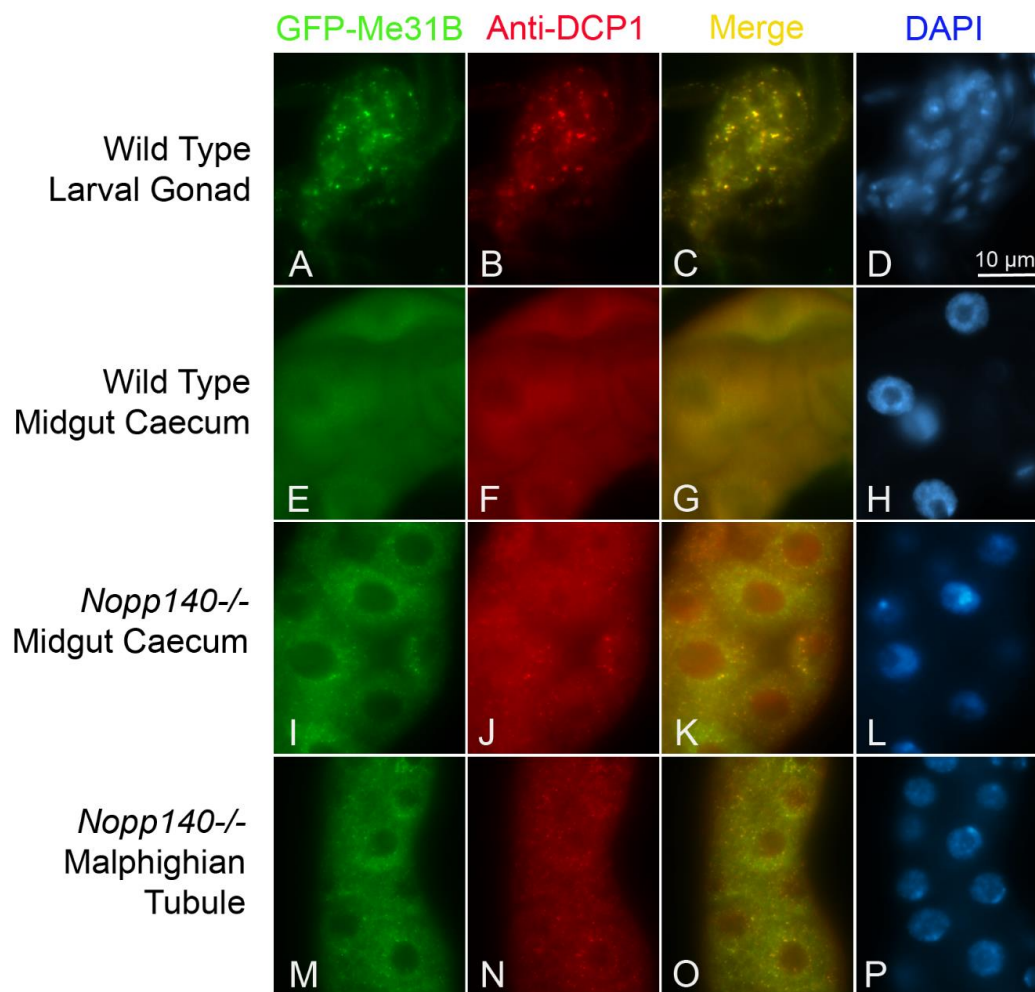 GFP-Me31B Anti-DCP1 Merge DAPI
Wild Type
Larval Gonad
A B C D
10 µm
Wild Type
Midgut Caecum
E F G H
Nopp140-/-
Midgut Caecum
I J K L
Nopp140-/-
Malphighian
Tubule
M N O P